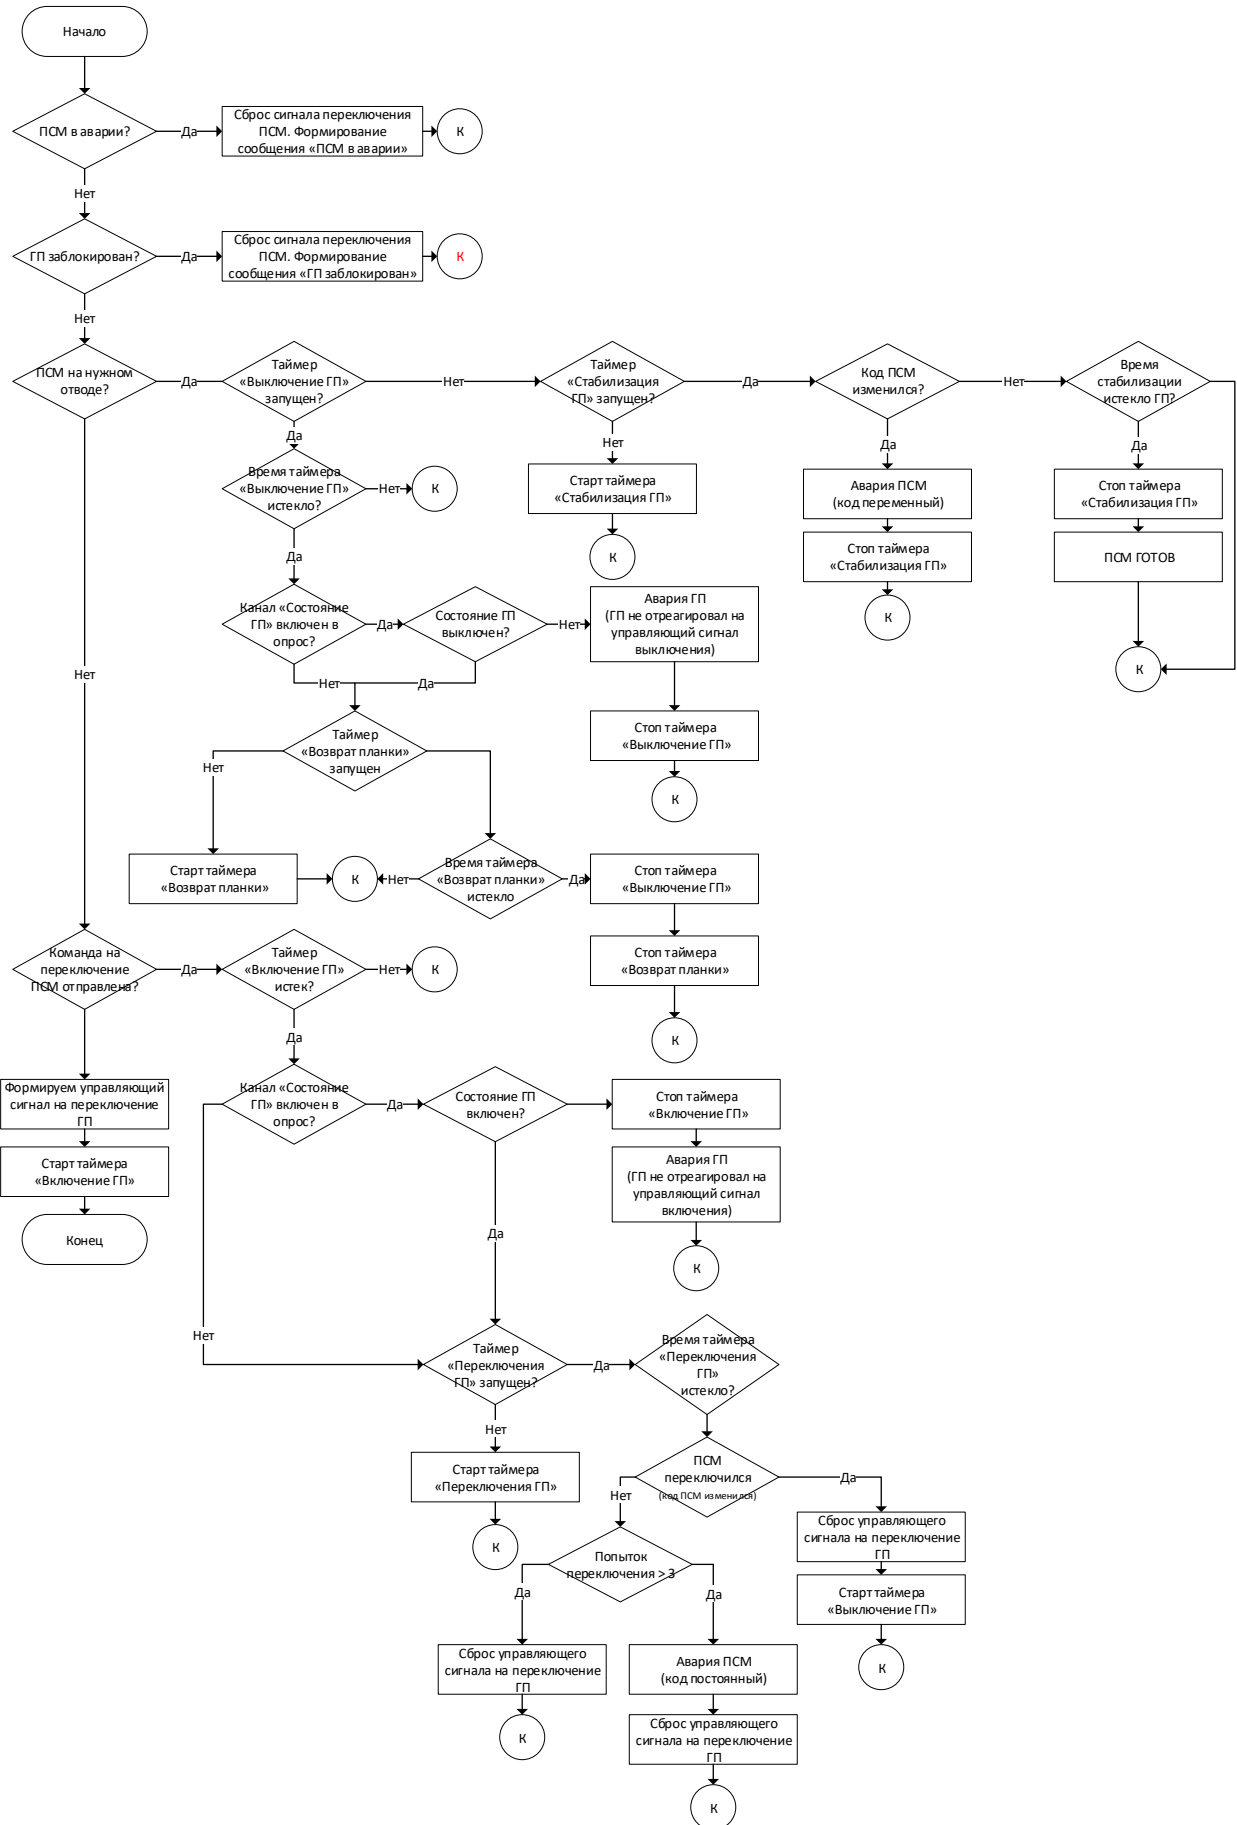 Начало
ПСМ в аварии?
Да
Сброс сигнала переключения
ПСМ. Формирование
сообщения «ПСМ в аварии»
К
Нет
ГП заблокирован?
Да
Сброс сигнала переключения
ПСМ. Формирование
сообщения «ГП заблокирован»
К
Нет
ПСМ на нужном
отводе?
Да
Таймер
«Выключение ГП»
запущен?
Нет
Таймер
«Стабилизация
ГП» запущен?
Да
Код ПСМ
изменился?
Нет
Время
стабилизации
истекло ГП?
Да
Время таймера
«Выключение ГП»
истекло?
Нет
К
Нет
Старт таймера
«Стабилизация ГП»
К
Да
Авария ПСМ
(код переменный)
Стоп таймера
«Стабилизация ГП»
К
Да
Стоп таймера
«Стабилизация ГП»
ПСМ ГОТОВ
К
Да
Канал «Состояние
ГП» включен в
опрос?
Да
Состояние ГП
выключен?
Нет
Авария ГП
(ГП не отреагировал на
управляющий сигнал
выключения)
Стоп таймера
«Выключение ГП»
К
Нет
Да
Нет
Таймер
«Возврат планки»
запущен
Нет
Старт таймера
«Возврат планки»
К
Нет
Время таймера
«Возврат планки»
истекло
Да
Стоп таймера
«Выключение ГП»
Стоп таймера
«Возврат планки»
К
Команда на
переключение
ПСМ отправлена?
Да
Таймер
«Включение ГП»
истек?
Нет
К
Да
Формируем управляющий
сигнал на переключение
ГП
Старт таймера
«Включение ГП»
Конец
Канал «Состояние
ГП» включен в
опрос?
Да
Состояние ГП
включен?
Стоп таймера
«Включение ГП»
Авария ГП
(ГП не отреагировал на
управляющий сигнал
включения)
К
Да
Нет
Таймер
«Переключения
ГП» запущен?
Да
Время таймера
«Переключения
ГП»
истекло?
Нет
Старт таймера
«Переключения ГП»
К
ПСМ
переключился
(код ПСМ изменился)
Да
Нет
Сброс управляющего
сигнала на переключение
ГП
Старт таймера
«Выключение ГП»
К
Попыток
переключения > 3
Да
Да
Сброс управляющего
сигнала на переключение
ГП
К
Авария ПСМ
(код постоянный)
Сброс управляющего
сигнала на переключение
ГП
К